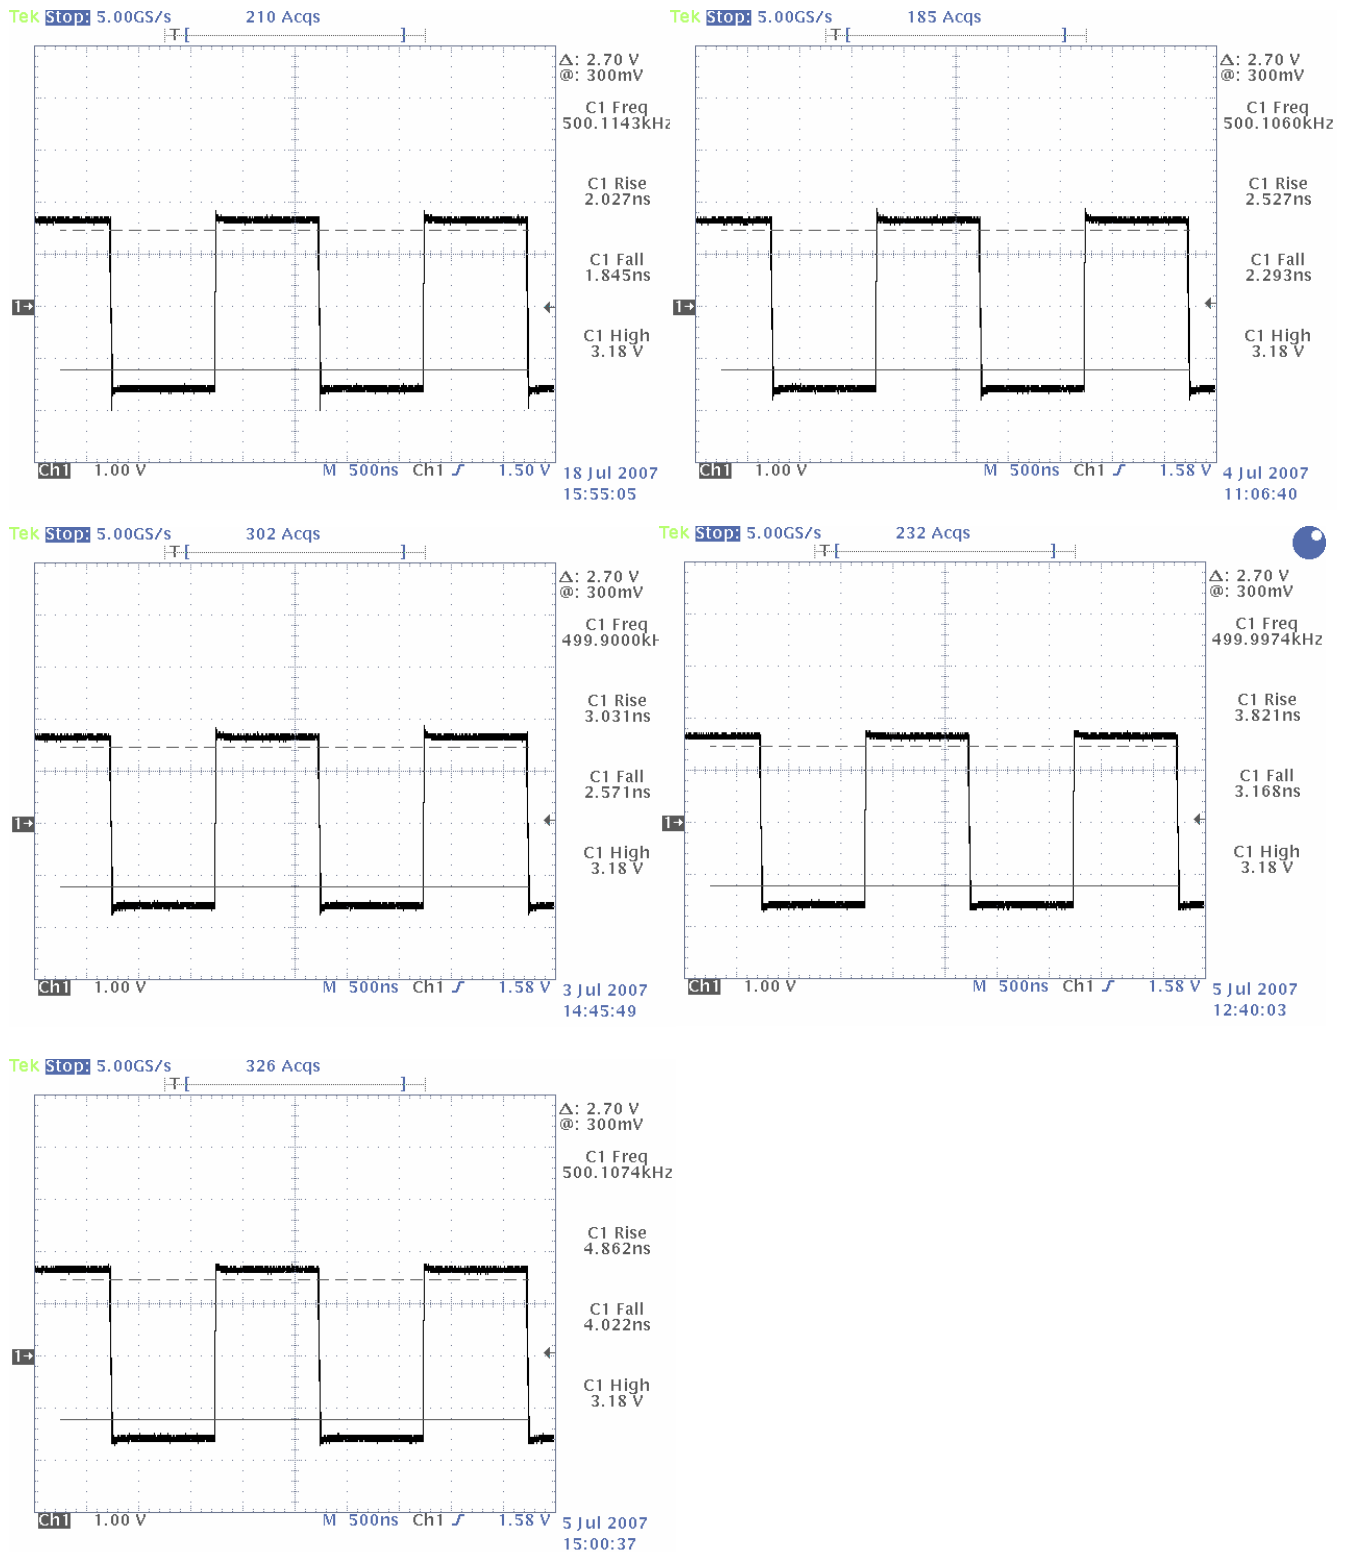 Tek Stop: 5.00GS/s 210 Acqs
T
Δ: 2.70 V
@: 300mV
C1 Freq
500.1143kHz
C1 Rise
2.027ns
C1 Fall
1.845ns
1
C1 High
3.18 V
Ch1 1.00 V M 500ns Ch1 1.50 V
18 Jul 2007
15:55:05
Tek Stop: 5.00GS/s 185 Acqs
T
Δ: 2.70 V
@: 300mV
C1 Freq
500.1060kHz
C1 Rise
2.527ns
C1 Fall
2.293ns
1
C1 High
3.18 V
Ch1 1.00 V M 500ns Ch1 1.58 V
4 Jul 2007
11:06:40
Tek Stop: 5.00GS/s 302 Acqs
T
Δ: 2.70 V
@: 300mV
C1 Freq
499.9000kH
C1 Rise
3.031ns
C1 Fall
2.571ns
1
C1 High
3.18 V
Ch1 1.00 V M 500ns Ch1 1.58 V
3 Jul 2007
14:45:49
Tek Stop: 5.00GS/s 232 Acqs
T
Δ: 2.70 V
@: 300mV
C1 Freq
499.9974kHz
C1 Rise
3.821ns
C1 Fall
3.168ns
1
C1 High
3.18 V
Ch1 1.00 V M 500ns Ch1 1.58 V
5 Jul 2007
12:40:03
Tek Stop: 5.00GS/s 326 Acqs
T
Δ: 2.70 V
@: 300mV
C1 Freq
500.1074kHz
C1 Rise
4.862ns
C1 Fall
4.022ns
1
C1 High
3.18 V
Ch1 1.00 V M 500ns Ch1 1.58 V
5 Jul 2007
15:00:37